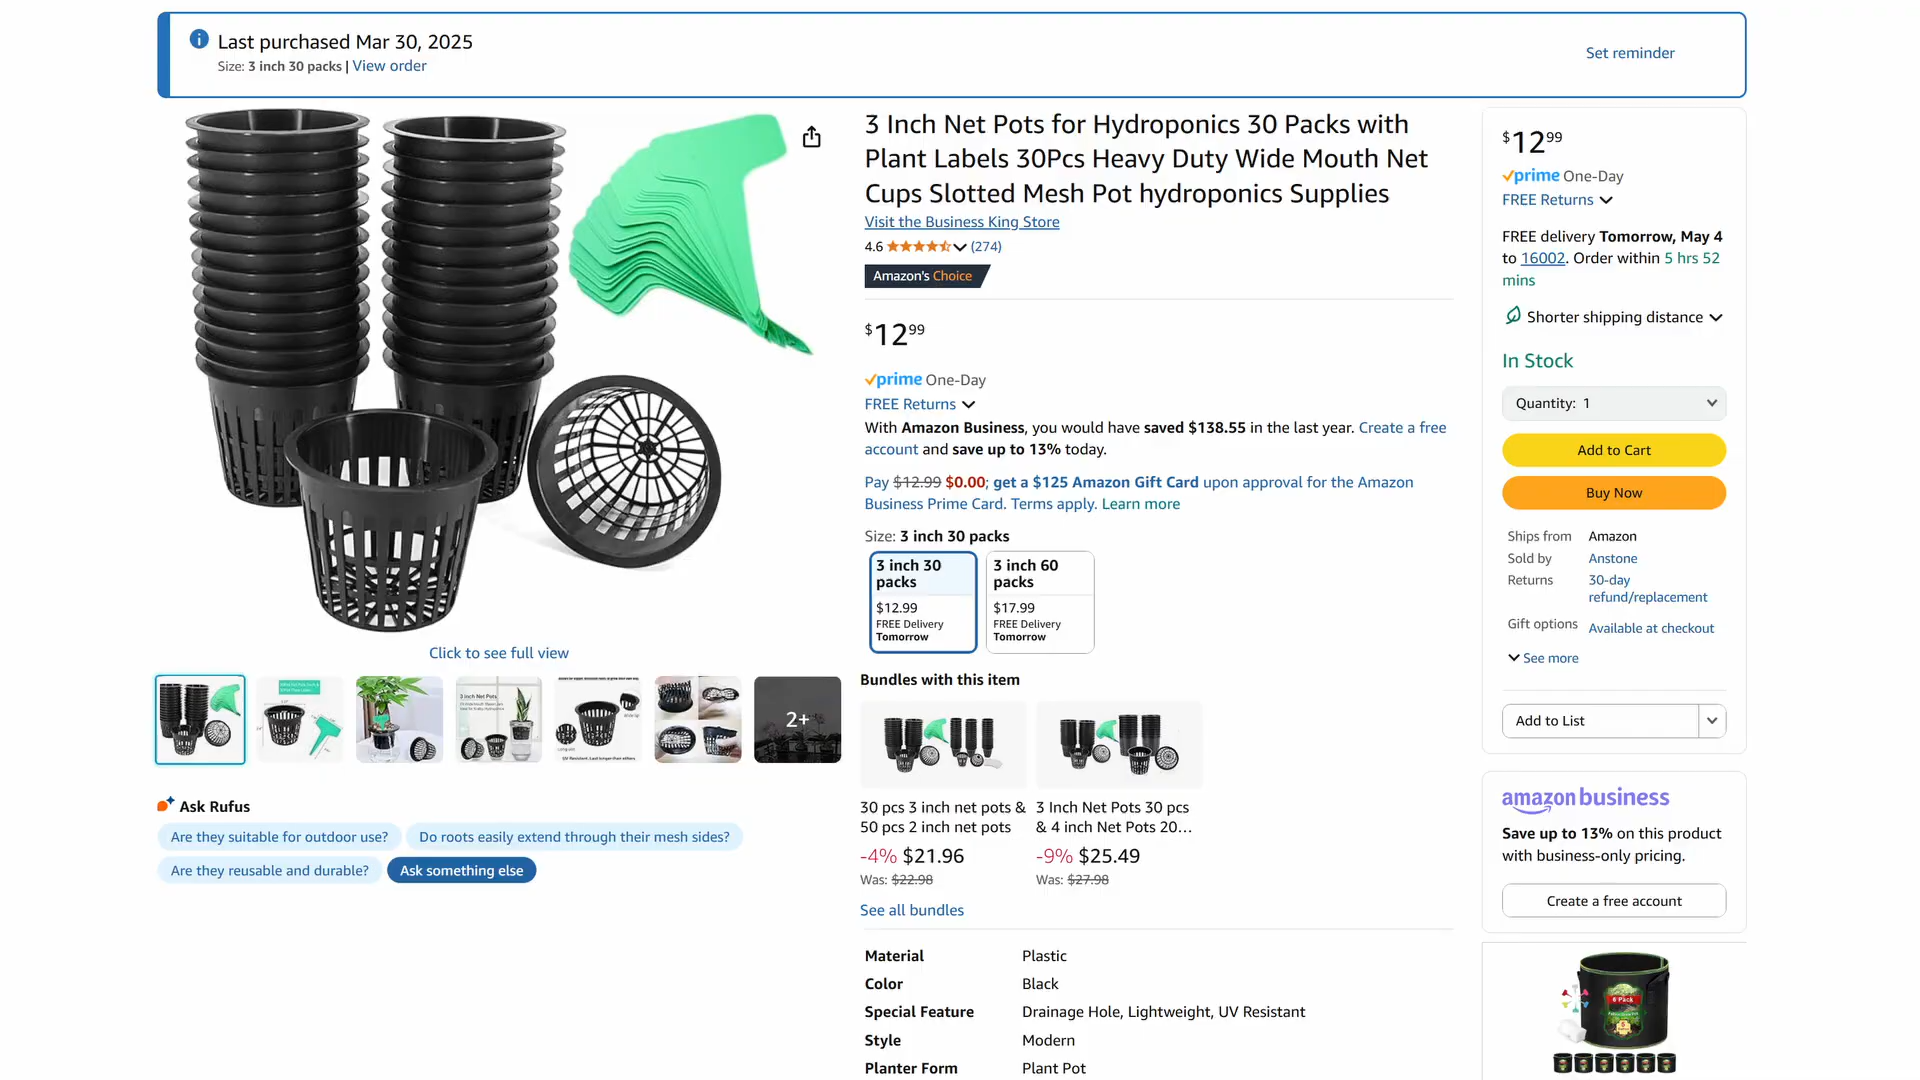 Last purchased Mar 30, 2025
Size: 3 inch 30 packs | View order
Set reminder
3 Inch Net Pots for Hydroponics 30 Packs with
Plant Labels 30Pcs Heavy Duty Wide Mouth Net
Cups Slotted Mesh Pot hydroponics Supplies
Visit the Business King Store
4.6 (274)
Amazon's Choice
$12.99
prime One-Day
FREE Returns
With Amazon Business, you would have saved $138.55 in the last year. Create a free
account and save up to 13% today.
Pay $12.99 $0.00; get a $125 Amazon Gift Card upon approval for the Amazon
Business Prime Card. Terms apply. Learn more
Size: 3 inch 30 packs
3 inch 30
packs
$12.99
FREE Delivery
Tomorrow
3 inch 60
packs
$17.99
FREE Delivery
Tomorrow
Click to see full view
3 inch Net Pots
2+
Ask Rufus
Are they suitable for outdoor use?
Do roots easily extend through their mesh sides?
Are they reusable and durable?
Ask something else
Bundles with this item
30 pcs 3 inch net pots &
50 pcs 2 inch net pots
-4% $21.96
Was: $22.98
3 Inch Net Pots 30 pcs
& 4 inch Net Pots 20…
-9% $25.49
Was: $27.98
See all bundles
Material Plastic
Color Black
Special Feature Drainage Hole, Lightweight, UV Resistant
Style Modern
Planter Form Plant Pot
$12.99
prime One-Day
FREE Returns
FREE delivery Tomorrow, May 4
to 16002. Order within 5 hrs 52
mins
Shorter shipping distance
In Stock
Quantity: 1
Add to Cart
Buy Now
Ships from Amazon
Sold by Anstone
Returns 30-day
refund/replacement
Gift options Available at checkout
See more
Add to List
amazon business
Save up to 13% on this product
with business-only pricing.
Create a free account
6 Pack